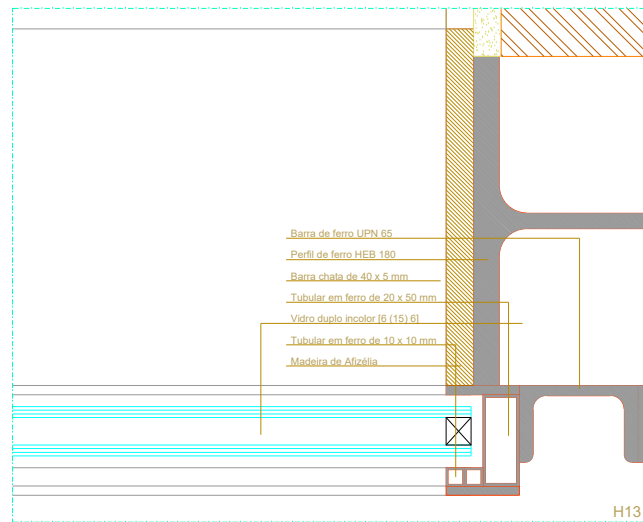 Barra de ferro UPN 65
Perfil de ferro HEB 180
Barra chata de 40 x 5 mm
Tubular em ferro de 20 x 50 mm
Vidro duplo incolor [6 (15) 6]
Tubular em ferro de 10 x 10 mm
Madeira de Afizélia
H13